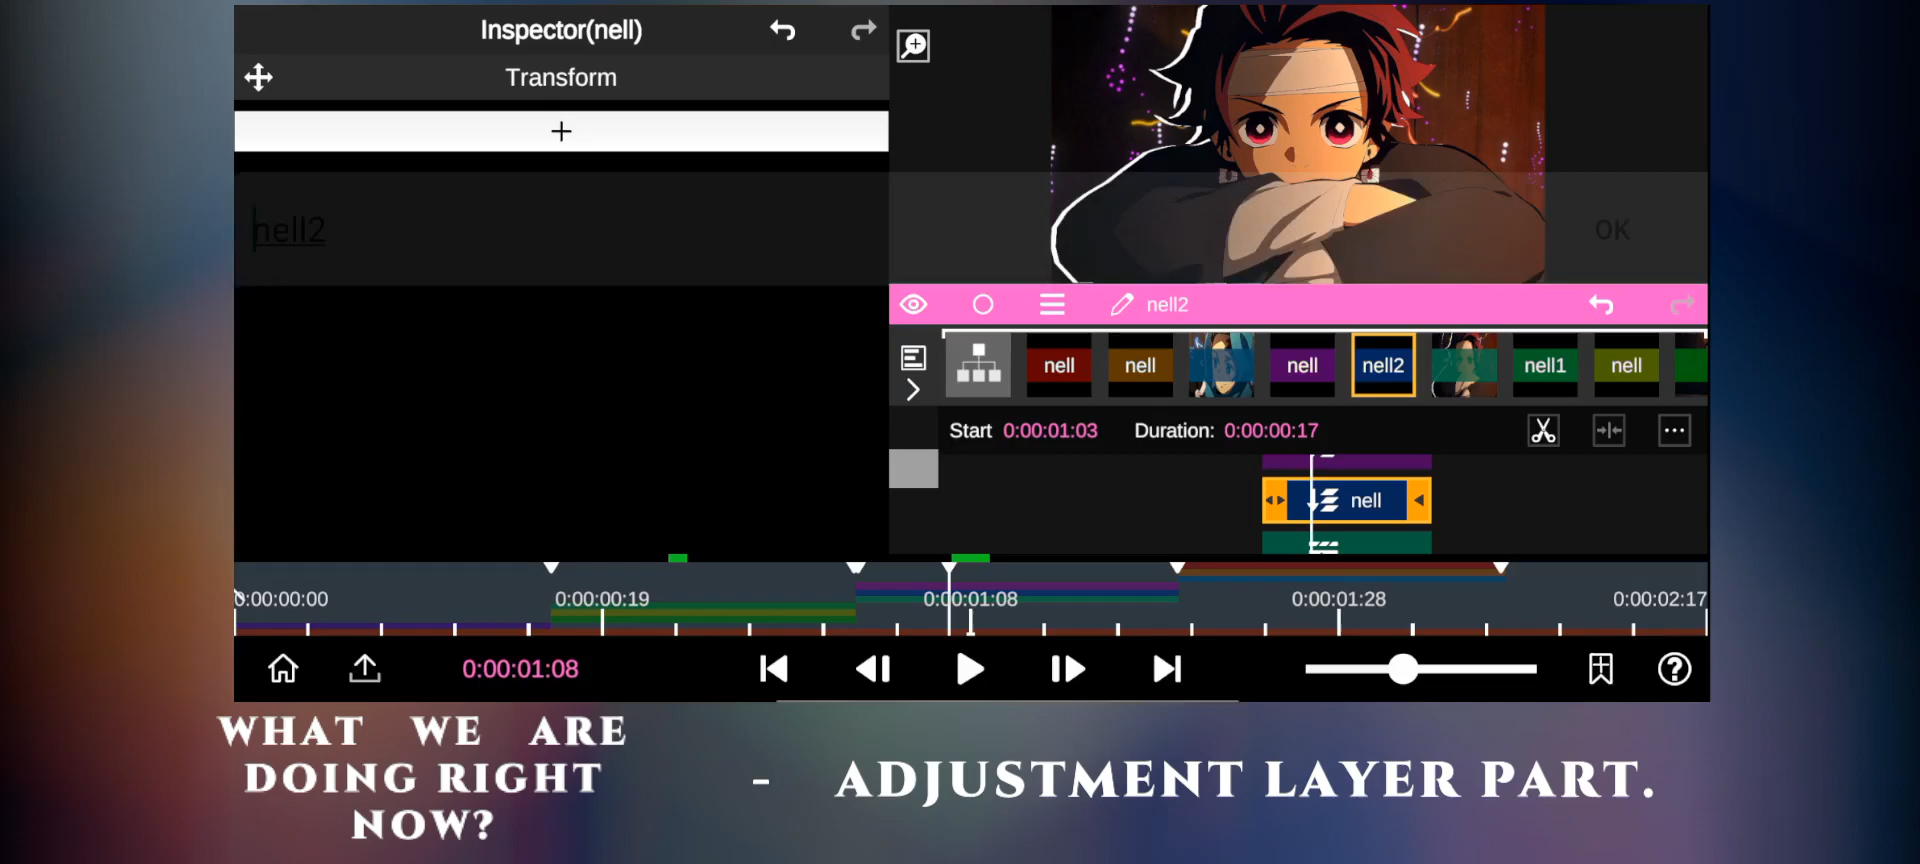 Inspector(nell)
Transform
nell2
OK
nell2
nell
nell
nell
nell2
nell1
nell
Start 0:00:01:03 Duration: 0:00:00:17
nell
0:00:00:00 0:00:00:19 0:00:01:08 0:00:01:28 0:00:02:17
0:00:01:08
WHAT WE ARE
DOING RIGHT
NOW?
- ADJUSTMENT LAYER PART.